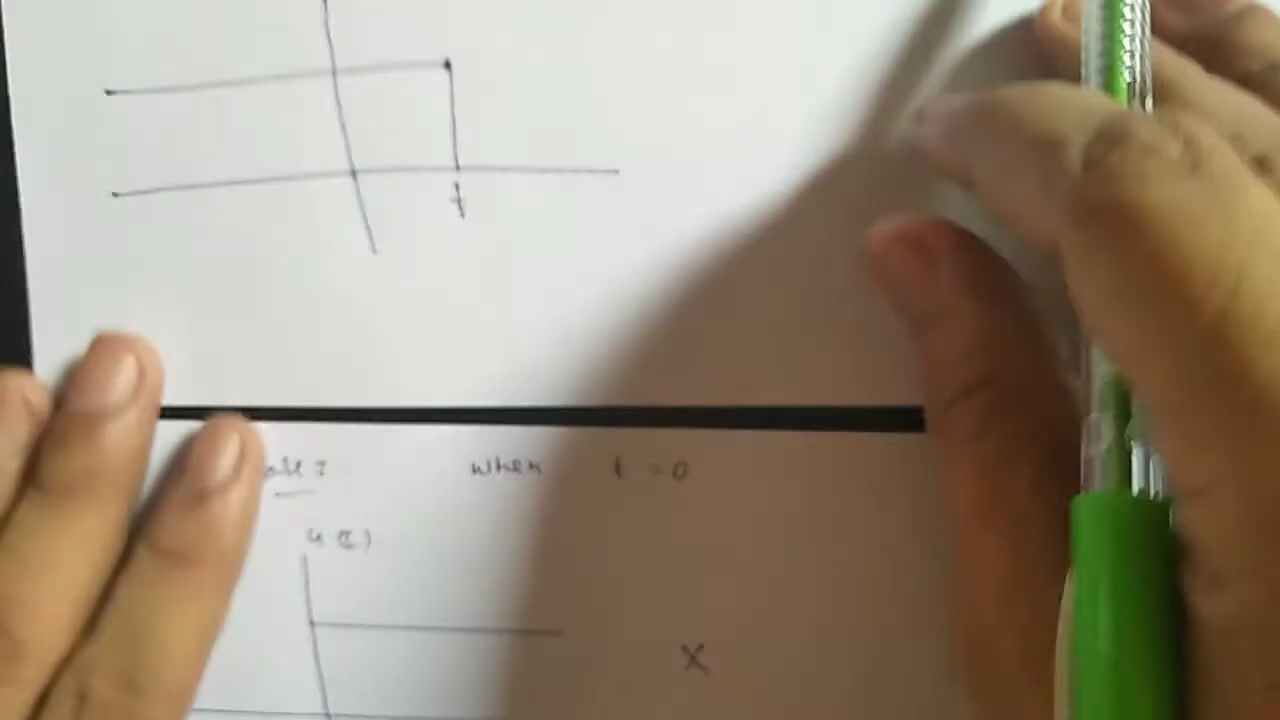 t
when t = 0
u(τ)
x